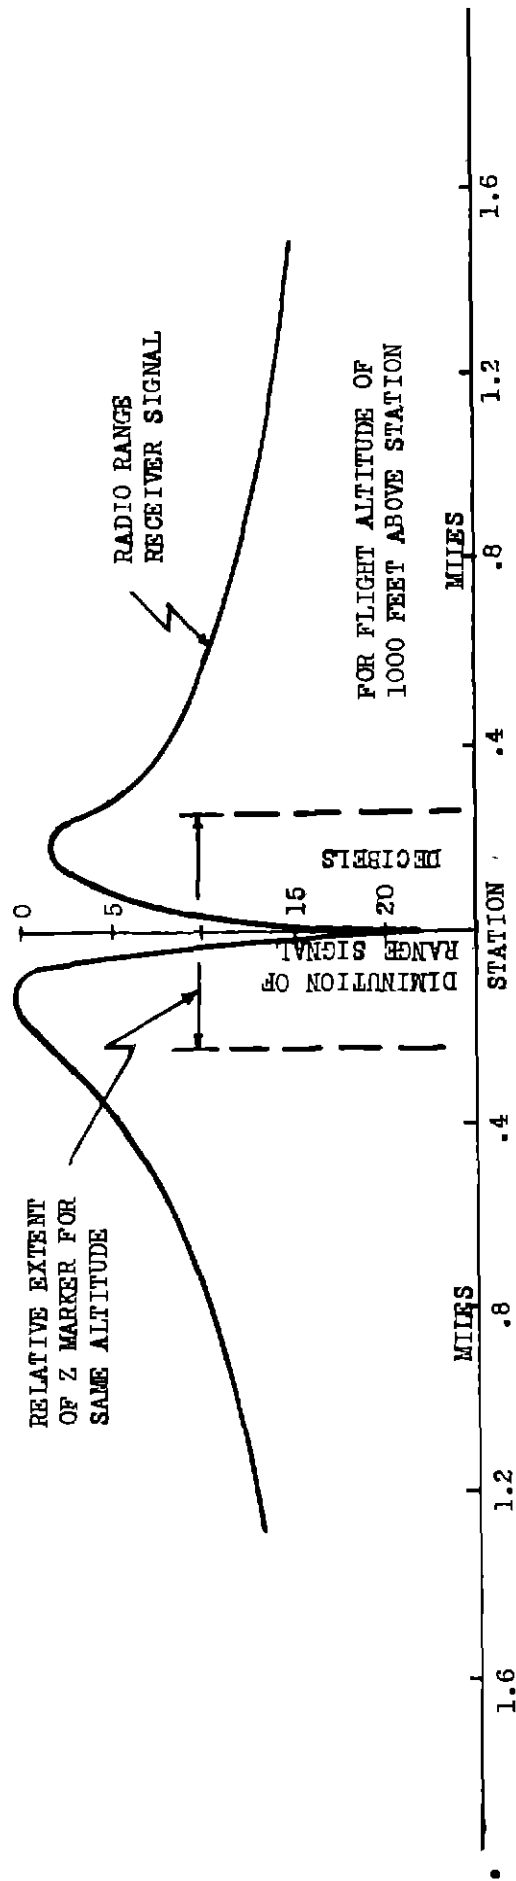 RELATIVE EXTENT
OF Z MARKER FOR
SAME ALTITUDE
RADIO RANGE
RECEIVER SIGNAL
0
5
15
20
DIMINUTION OF
RANGE SIGNAL
DECIBELS
FOR FLIGHT ALTITUDE OF
1000 FEET ABOVE STATION
MILES
MILES
1.6 1.2 .8 .4 STATION .4 .8 1.2 1.6